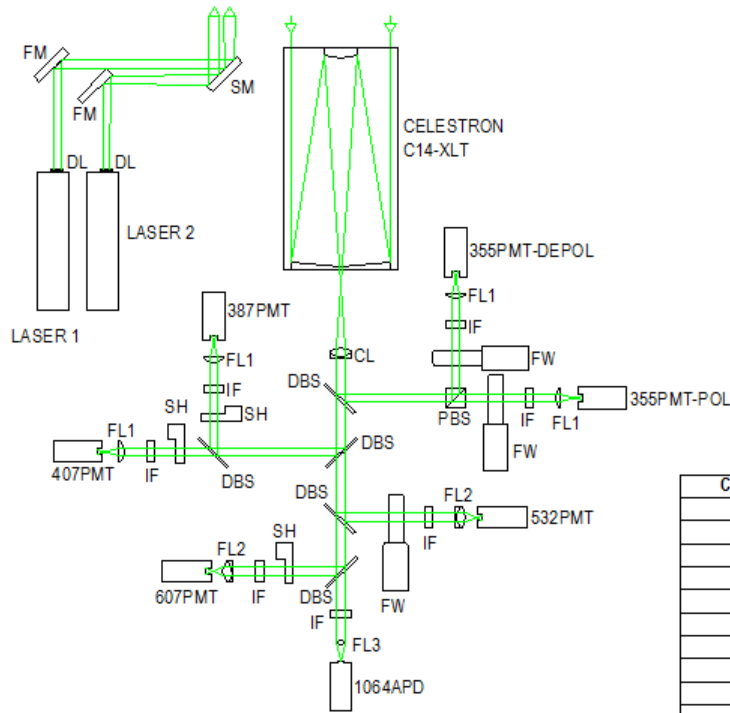 FM
SM
FM
DL
DL
LASER 2
LASER 1
CELESTRON
C14-XLT
355PMT-DEPOL
FL1
IF
FW
387PMT
FL1
IF
SH
SH
CL
DBS
PBS
IF
FL1
355PMT-POL
FW
FL1
407PMT
IF
DBS
DBS
DBS
SH
FL2
607PMT
IF
DBS
FW
IF
FL2
532PMT
IF
FL3
1064APD
C